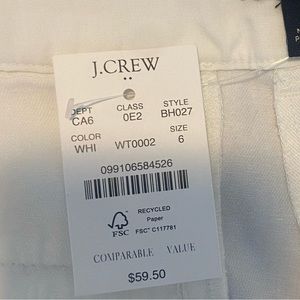 J.CREW
DEPT CLASS STYLE
CA6 0E2 BH027
COLOR SIZE
WHI WT0002 6
099106584526
FSC
RECYCLED
Paper
FSC® C117781
COMPARABLE VALUE
$59.50